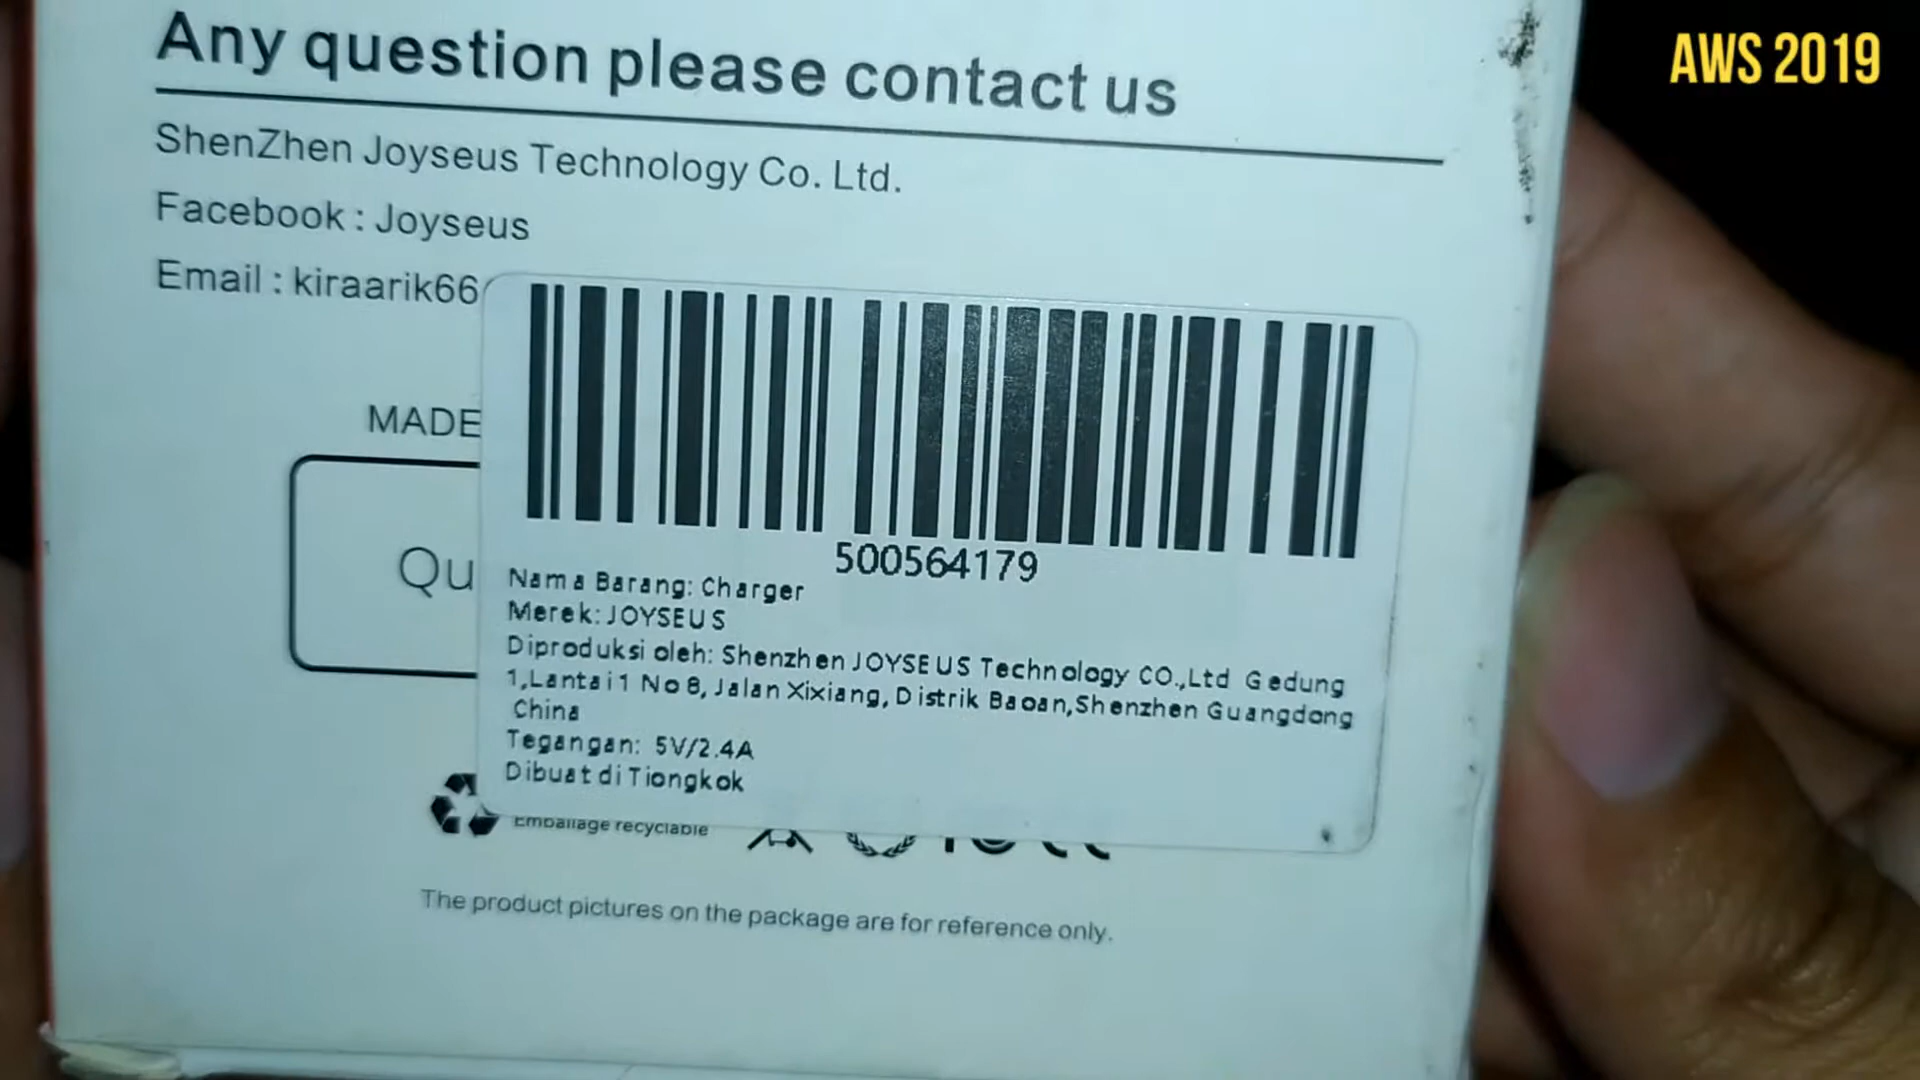 AWS 2019
Any question please contact us
ShenZhen Joyseus Technology Co. Ltd.
Facebook : Joyseus
Email : kiraarik66
MADE
Qu
500564179
Nama Barang: Charger
Merek: JOYSEUS
Diproduksi oleh: Shenzhen JOYSEUS Technology CO.,Ltd Gedung
1,Lantai 1 No 8, Jalan Xixiang, Distrik Baoan,Shenzhen Guangdong
China
Tegangan: 5V/2.4A
Dibuat di Tiongkok
Emballage recyclable
The product pictures on the package are for reference only.